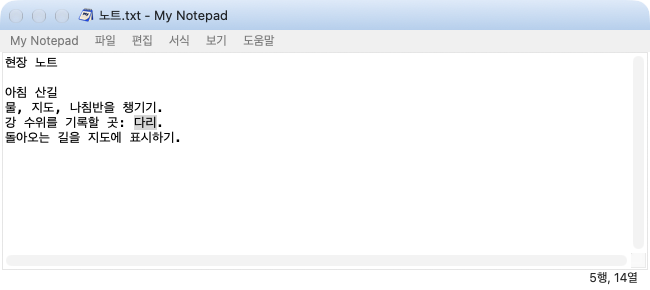 노트.txt - My Notepad
My Notepad 파일 편집 서식 보기 도움말
현장 노트

아침 산길
물, 지도, 나침반을 챙기기.
강 수위를 기록할 곳: 다리.
돌아오는 길을 지도에 표시하기.
5행, 14열